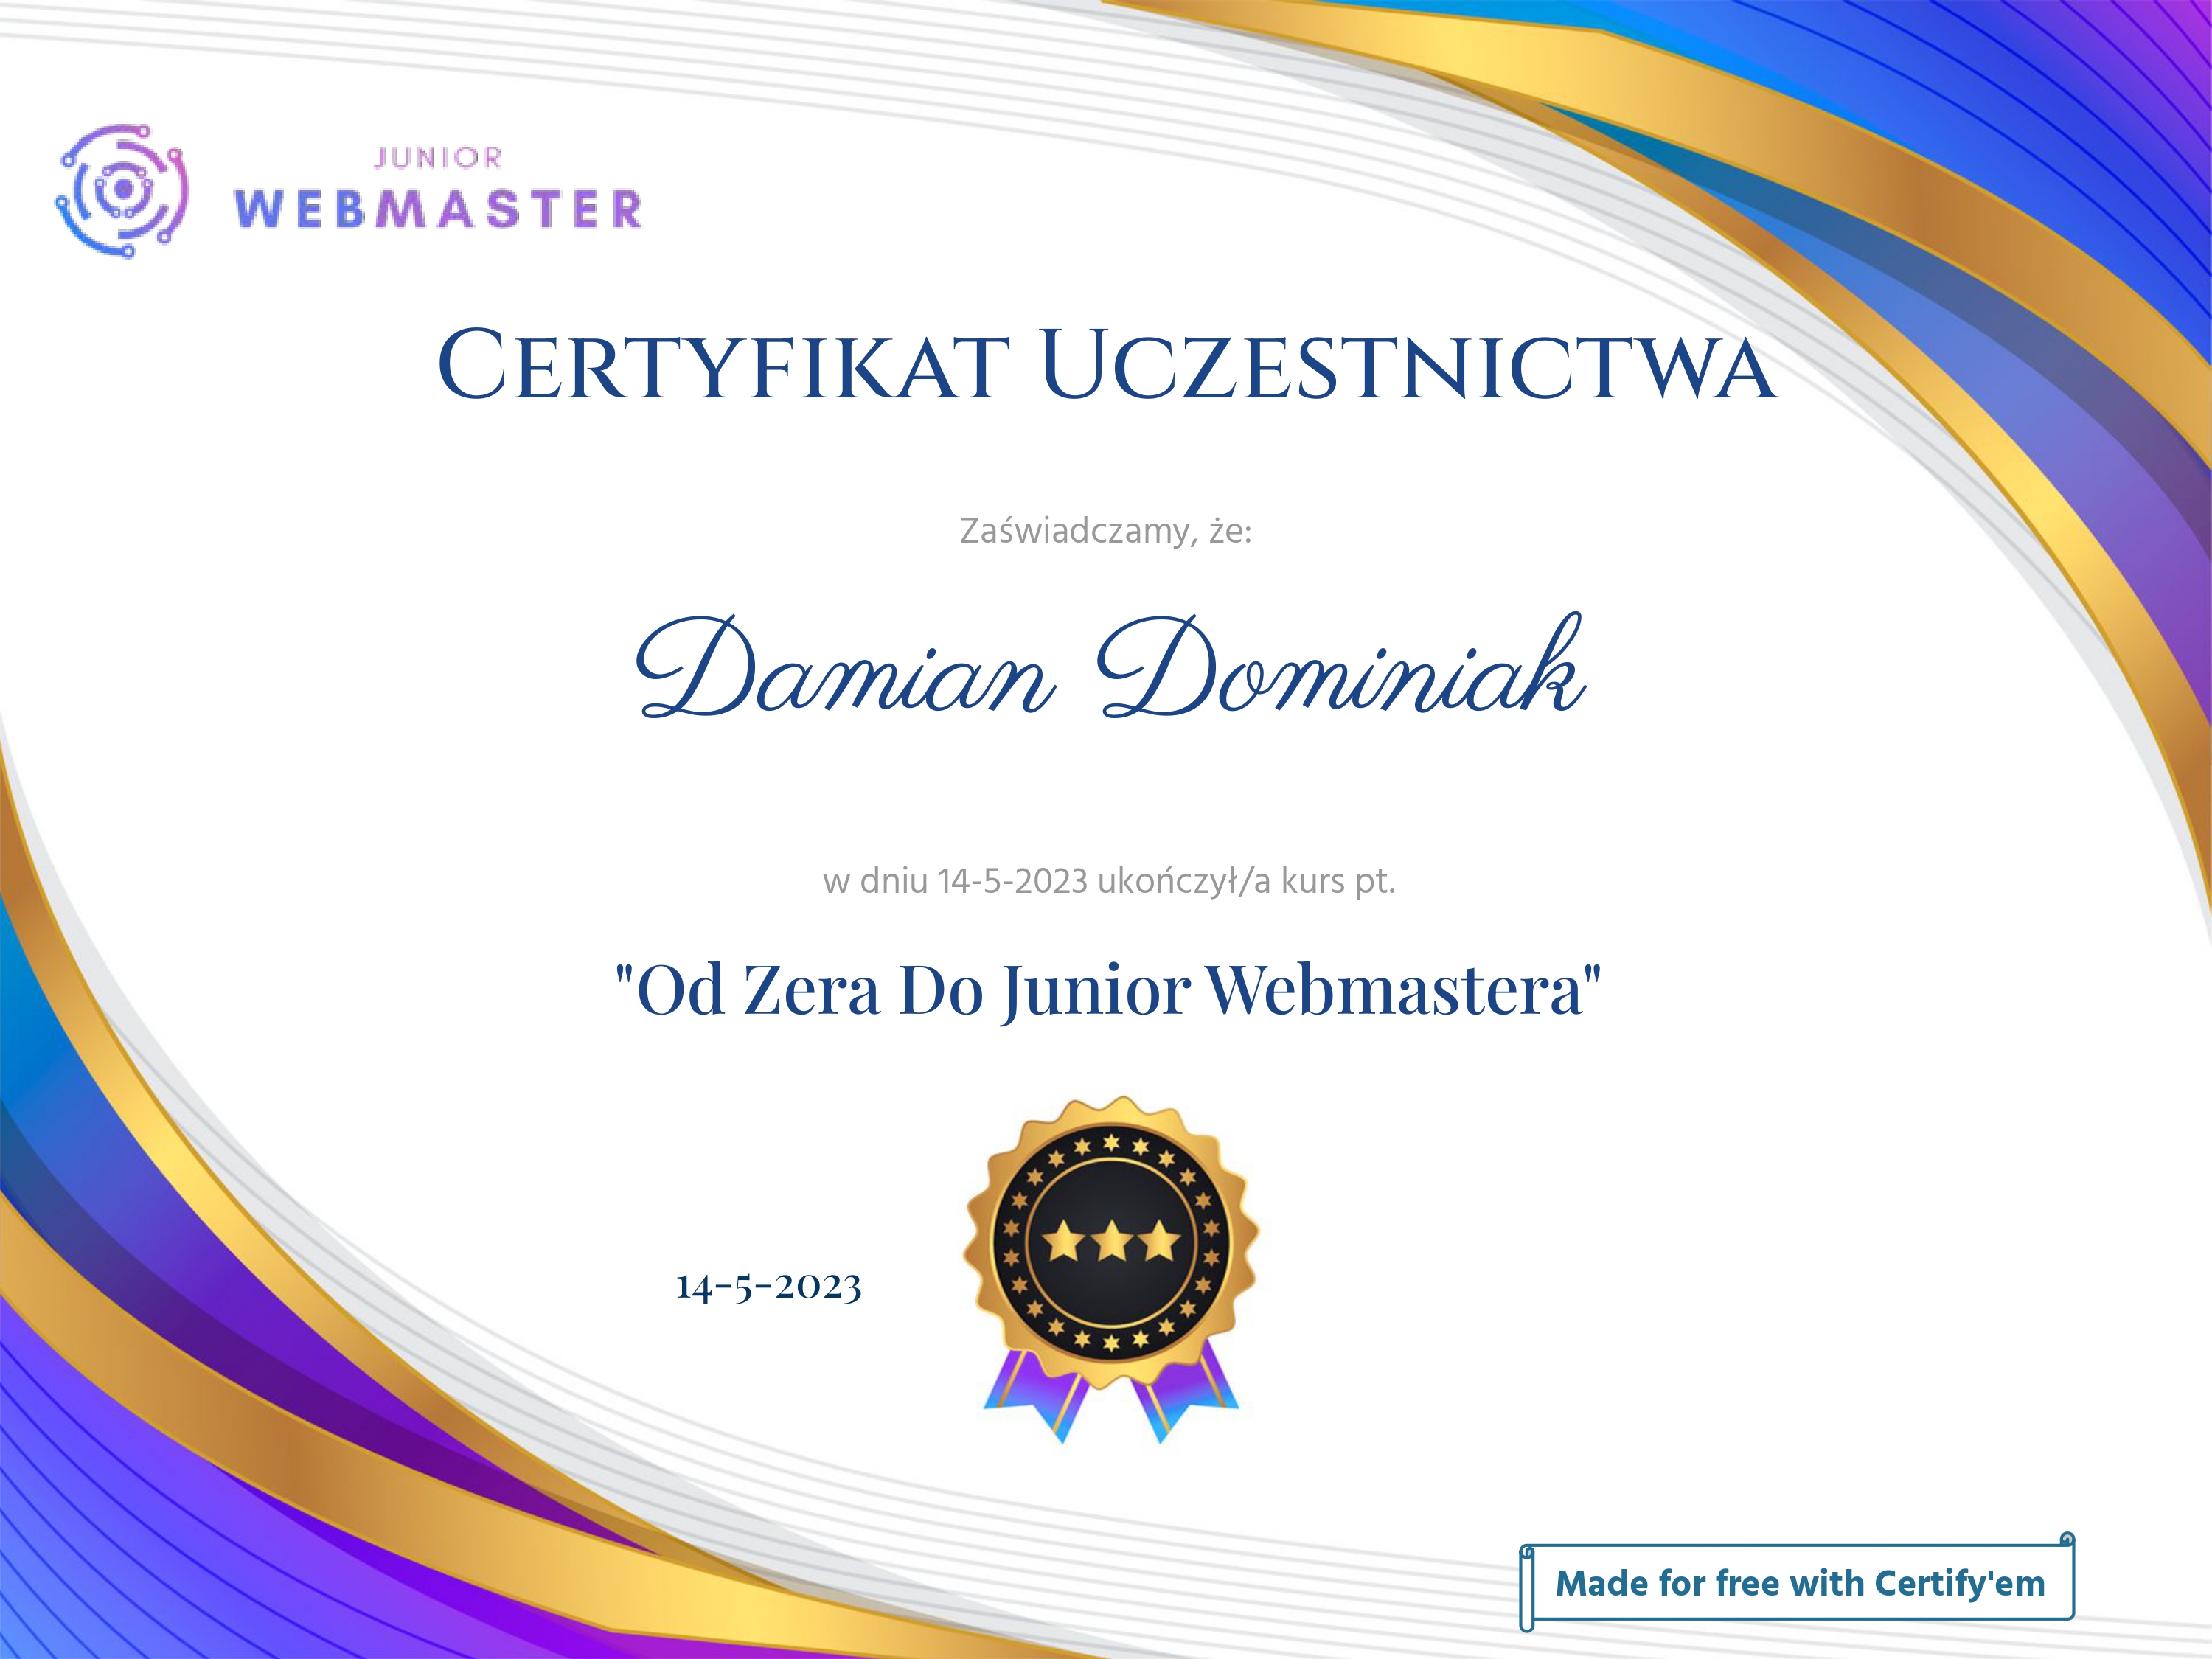 JUNIOR
WEBMASTER
Certyfikat Uczestnictwa
Zaświadczamy, że:
Damian Dominiak
w dniu 14-5-2023 ukończył/a kurs pt.
"Od Zera Do Junior Webmastera"
14-5-2023
Made for free with Certify'em